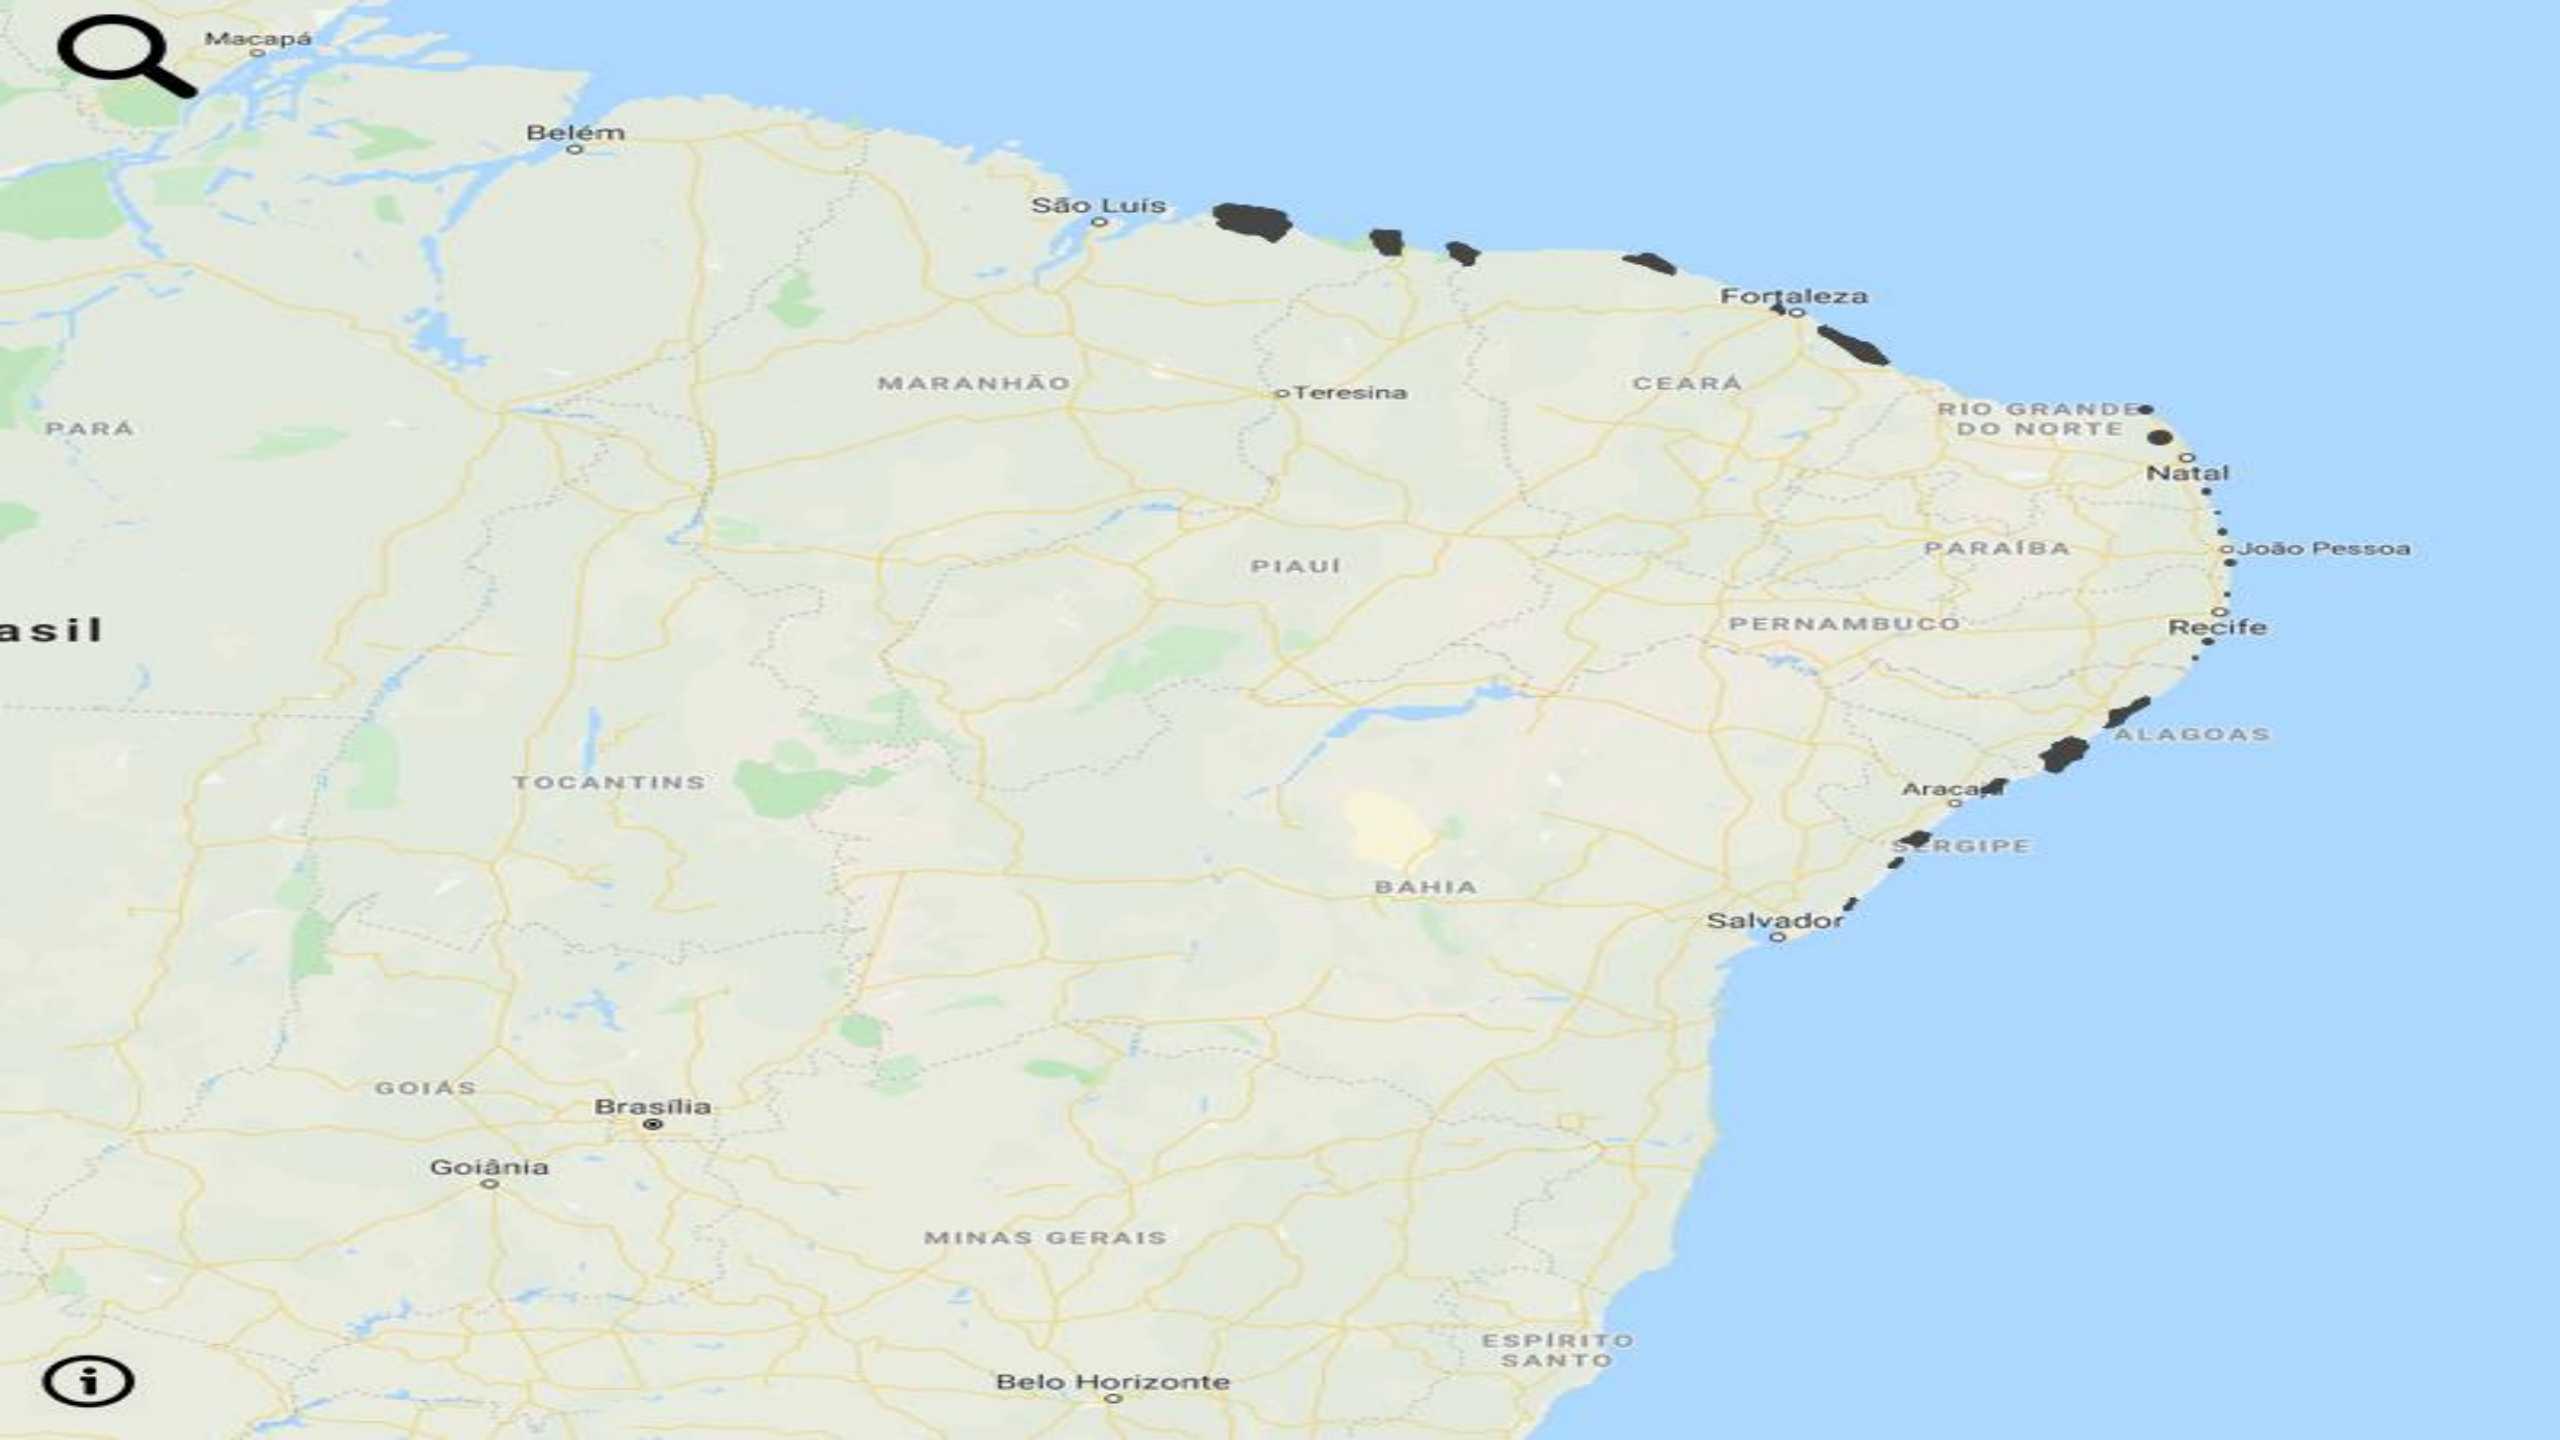 Macapá
Belém
São Luís
Fortaleza
MARANHÃO
Teresina
CEARÁ
RIO GRANDE
DO NORTE
PARÁ
Natal
João Pessoa
PARAÍBA
PIAUÍ
PERNAMBUCO
Recife
asil
ALAGOAS
TOCANTINS
Aracaju
SERGIPE
BAHIA
Salvador
GOIÁS
Brasília
Goiânia
MINAS GERAIS
ESPÍRITO
SANTO
Belo Horizonte